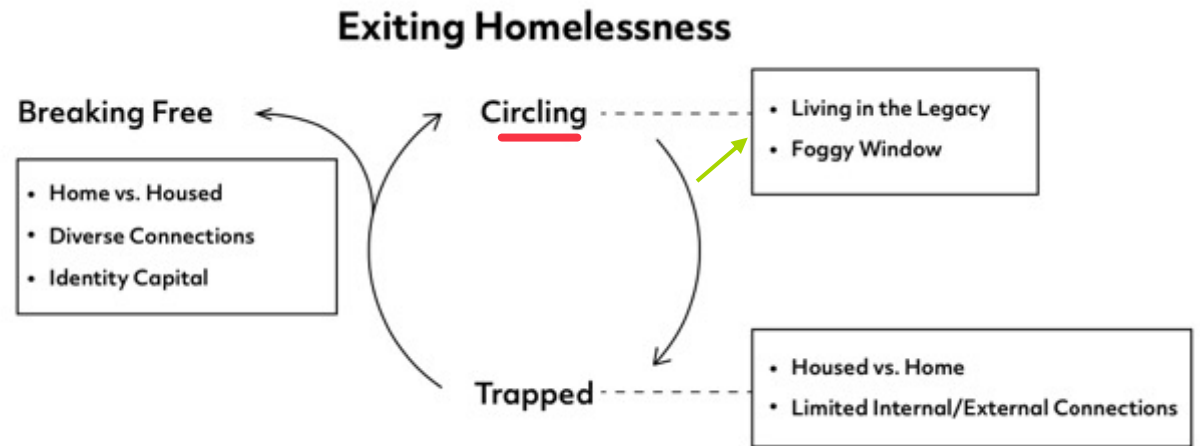 Exiting Homelessness
Breaking Free
Circling
• Living in the Legacy
• Foggy Window
• Home vs. Housed
• Diverse Connections
• Identity Capital
Trapped
• Housed vs. Home
• Limited Internal/External Connections